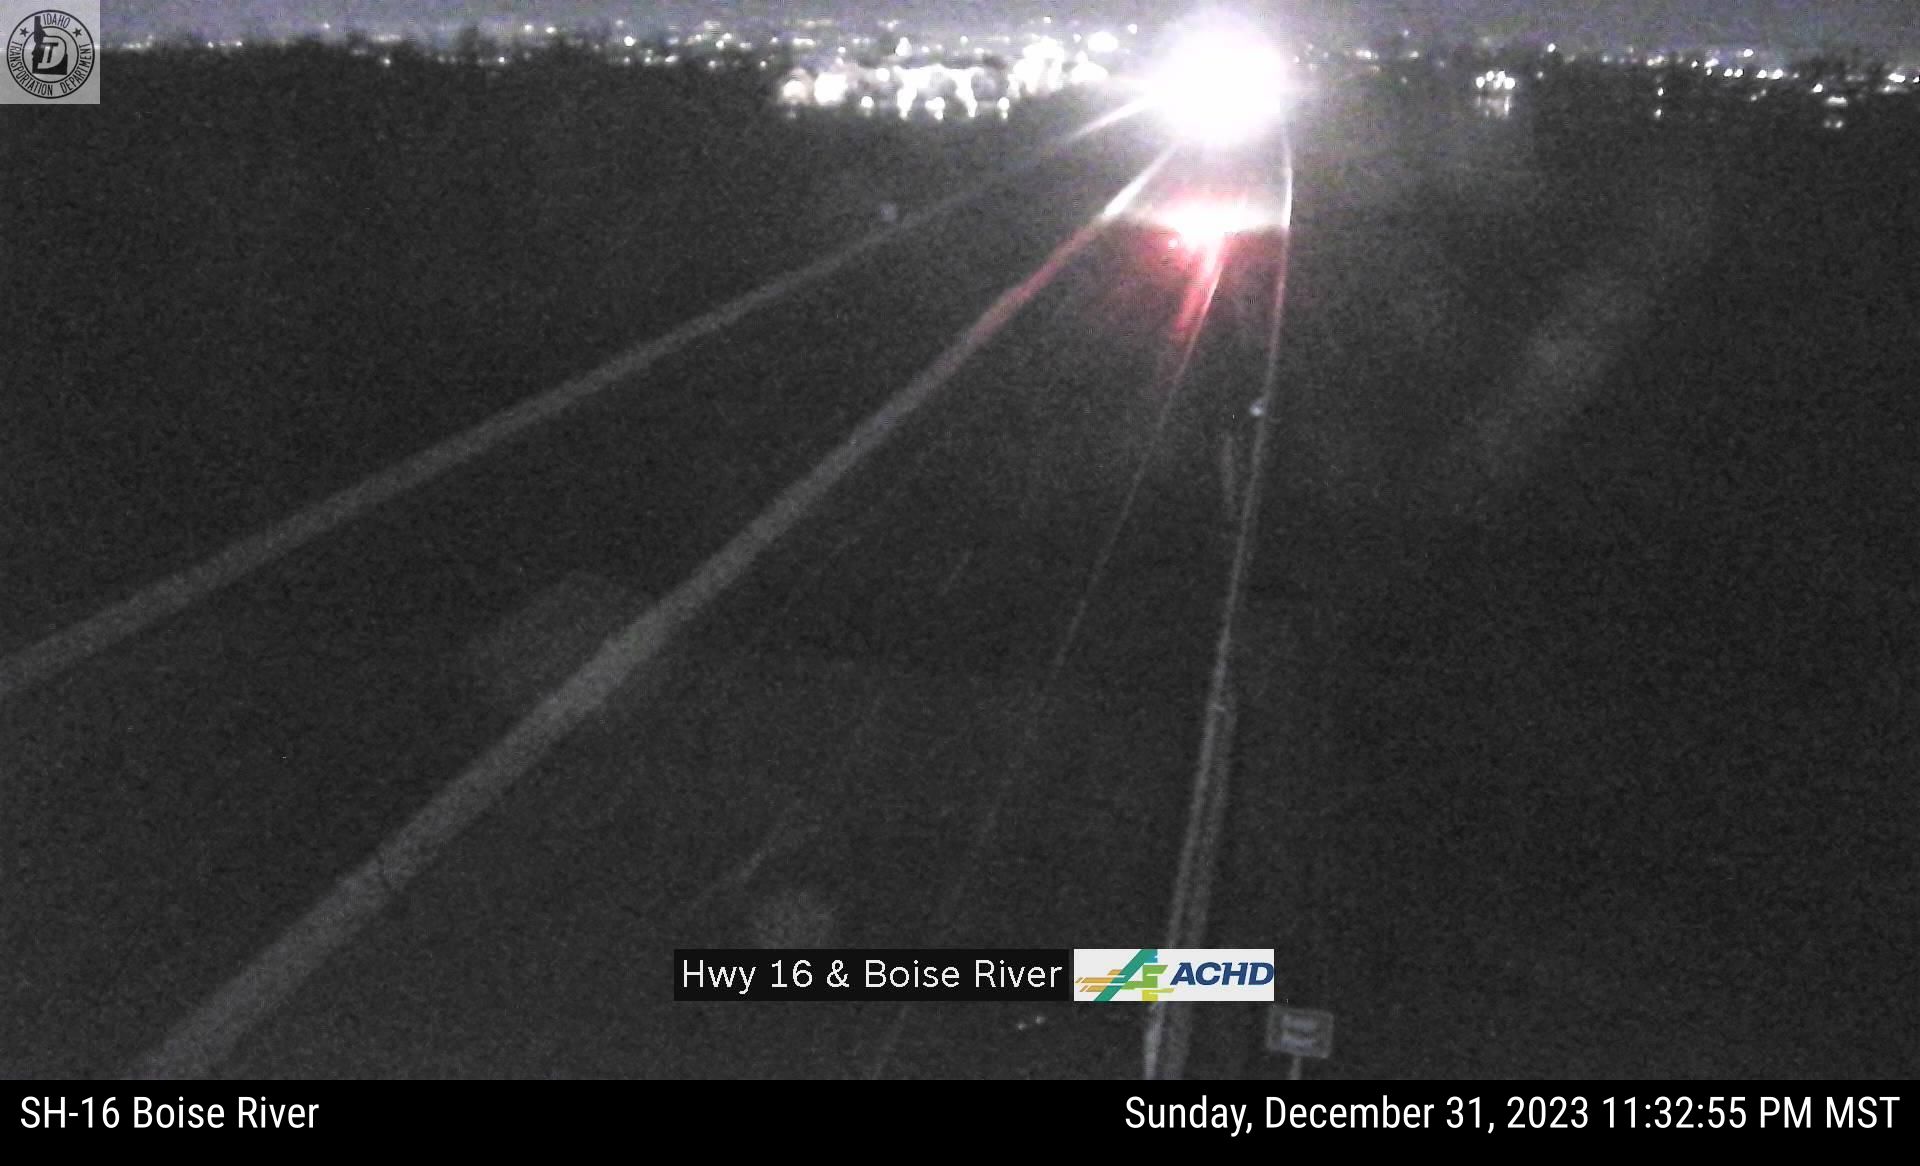 IDAHO
TRANSPORTATION DEPARTMENT
Hwy 16 & Boise River
ACHD
SH-16 Boise River
Sunday, December 31, 2023 11:32:55 PM MST